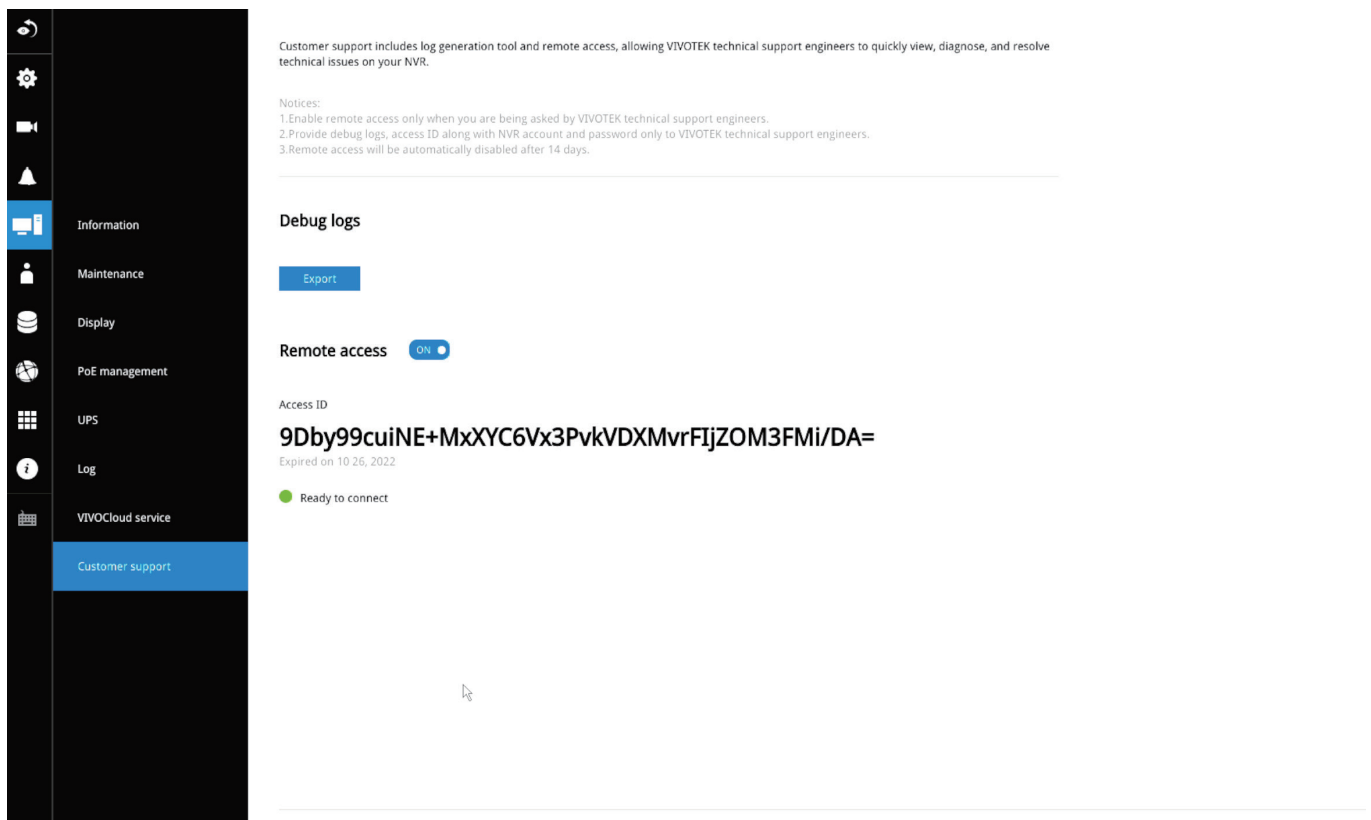 Customer support includes log generation tool and remote access, allowing VIVOTEK technical support engineers to quickly view, diagnose, and resolve
technical issues on your NVR.
Notices:
1.Enable remote access only when you are being asked by VIVOTEK technical support engineers.
2.Provide debug logs, access ID along with NVR account and password only to VIVOTEK technical support engineers.
3.Remote access will be automatically disabled after 14 days.
Information
Maintenance
Display
PoE management
UPS
Log
VIVOCloud service
Customer support
Debug logs
Export
Remote access ON
Access ID
9Dby99cuiNE+MxXYC6Vx3PvkVDXMvrFIjZOM3FMi/DA=
Expired on 10 26, 2022
Ready to connect